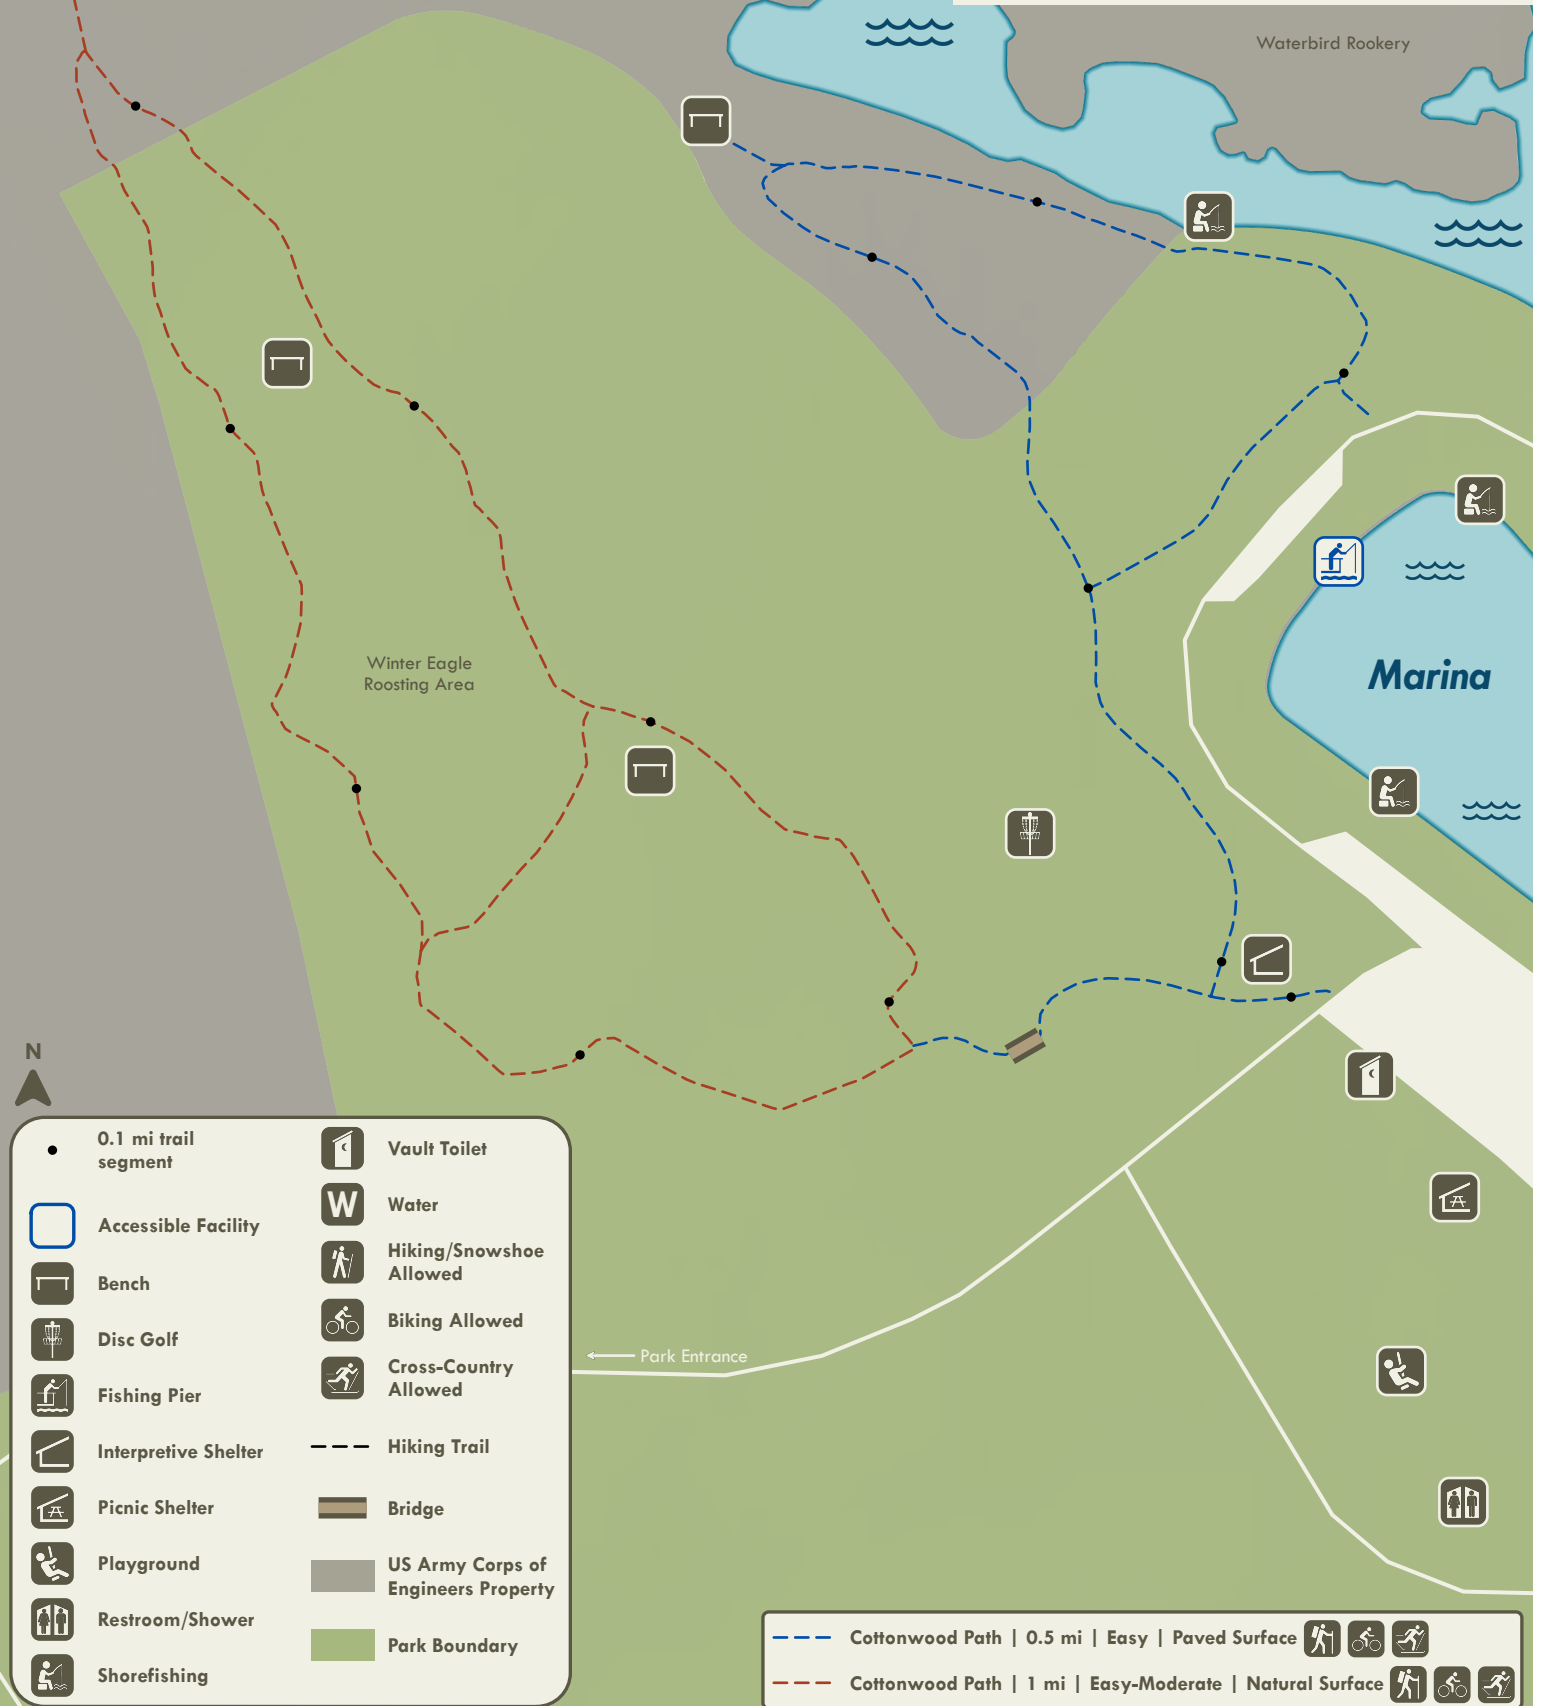 Waterbird Rookery
Winter Eagle
Roosting Area
Marina
N
0.1 mi trail
segment
Accessible Facility
Bench
Disc Golf
Fishing Pier
Interpretive Shelter
Picnic Shelter
Playground
Restroom/Shower
Shorefishing
Vault Toilet
W
Water
Hiking/Snowshoe
Allowed
Biking Allowed
Cross-Country
Allowed
Hiking Trail
Bridge
US Army Corps of
Engineers Property
Park Boundary
Park Entrance
Cottonwood Path | 0.5 mi | Easy | Paved Surface
Cottonwood Path | 1 mi | Easy-Moderate | Natural Surface